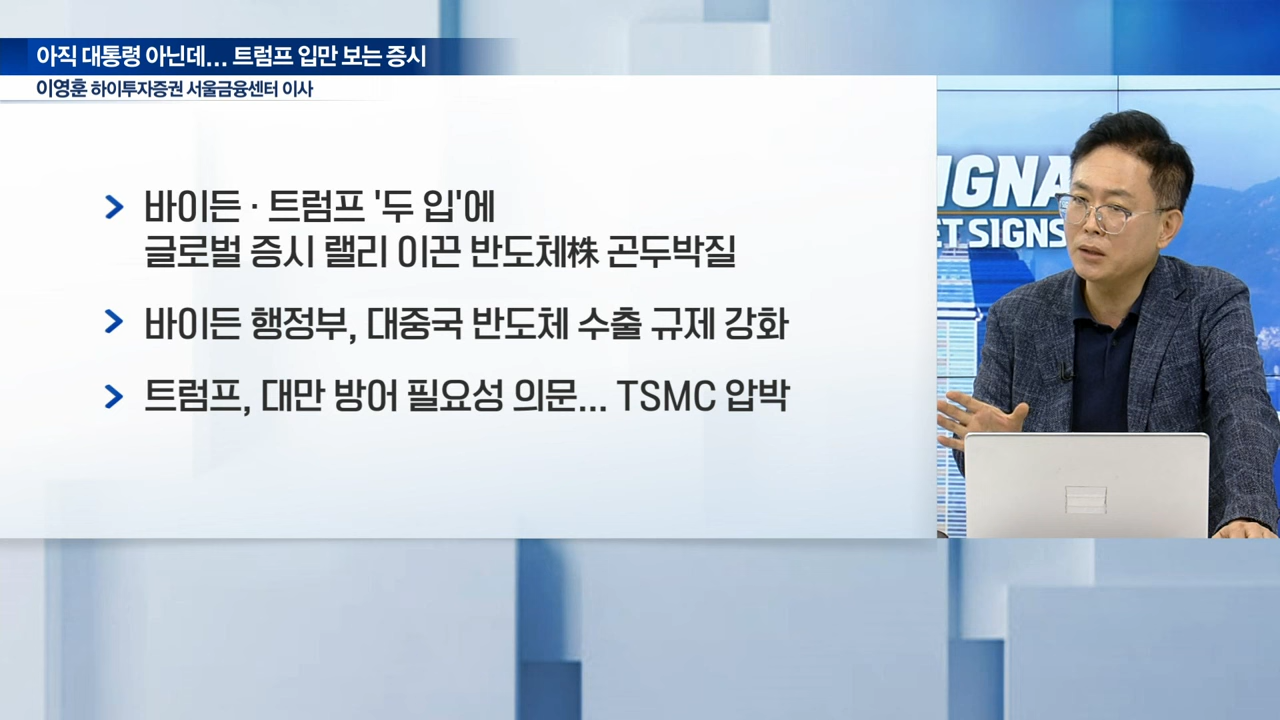 아직 대통령 아닌데... 트럼프 입만 보는 증시
이영훈 하이투자증권 서울금융센터 이사
바이든·트럼프 '두 입'에
글로벌 증시 랠리 이끈 반도체株 곤두박질
바이든 행정부, 대중국 반도체 수출 규제 강화
트럼프, 대만 방어 필요성 의문... TSMC 압박
IGNA
ET SIGNS